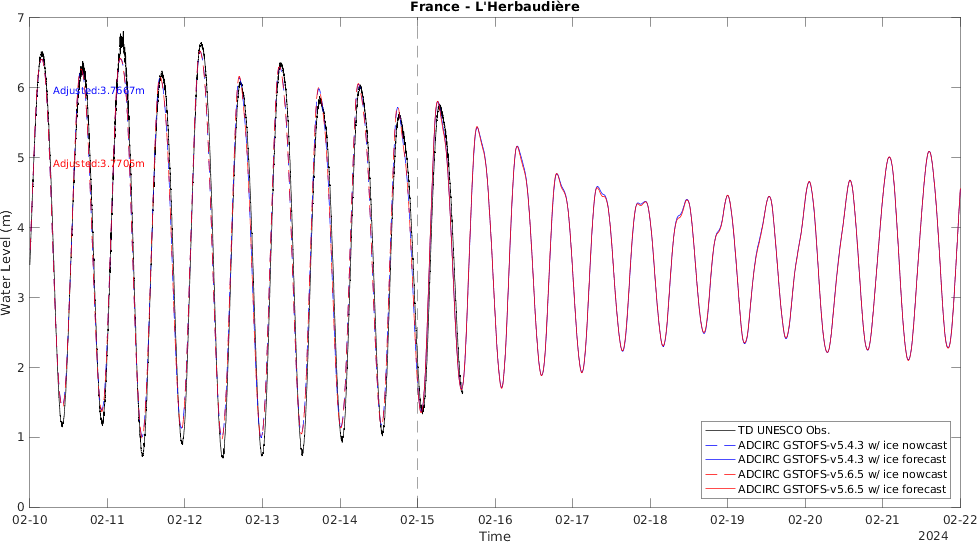 France - L'Herbaudière
7
6
5
4
3
2
1
0
Water Level (m)
Adjusted:3.7567m
Adjusted:3.7705m
TD UNESCO Obs.
ADCIRC GSTOFS-v5.4.3 w/ ice nowcast
ADCIRC GSTOFS-v5.4.3 w/ ice forecast
ADCIRC GSTOFS-v5.6.5 w/ ice nowcast
ADCIRC GSTOFS-v5.6.5 w/ ice forecast
02-10 02-11 02-12 02-13 02-14 02-15 02-16 02-17 02-18 02-19 02-20 02-21 02-22
Time
2024